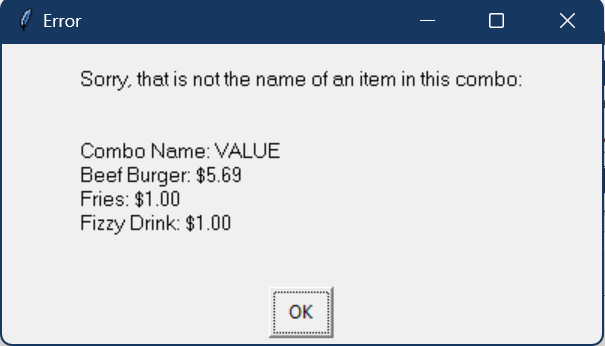 Error
Sorry, that is not the name of an item in this combo:
Combo Name: VALUE
Beef Burger: $5.69
Fries: $1.00
Fizzy Drink: $1.00
OK